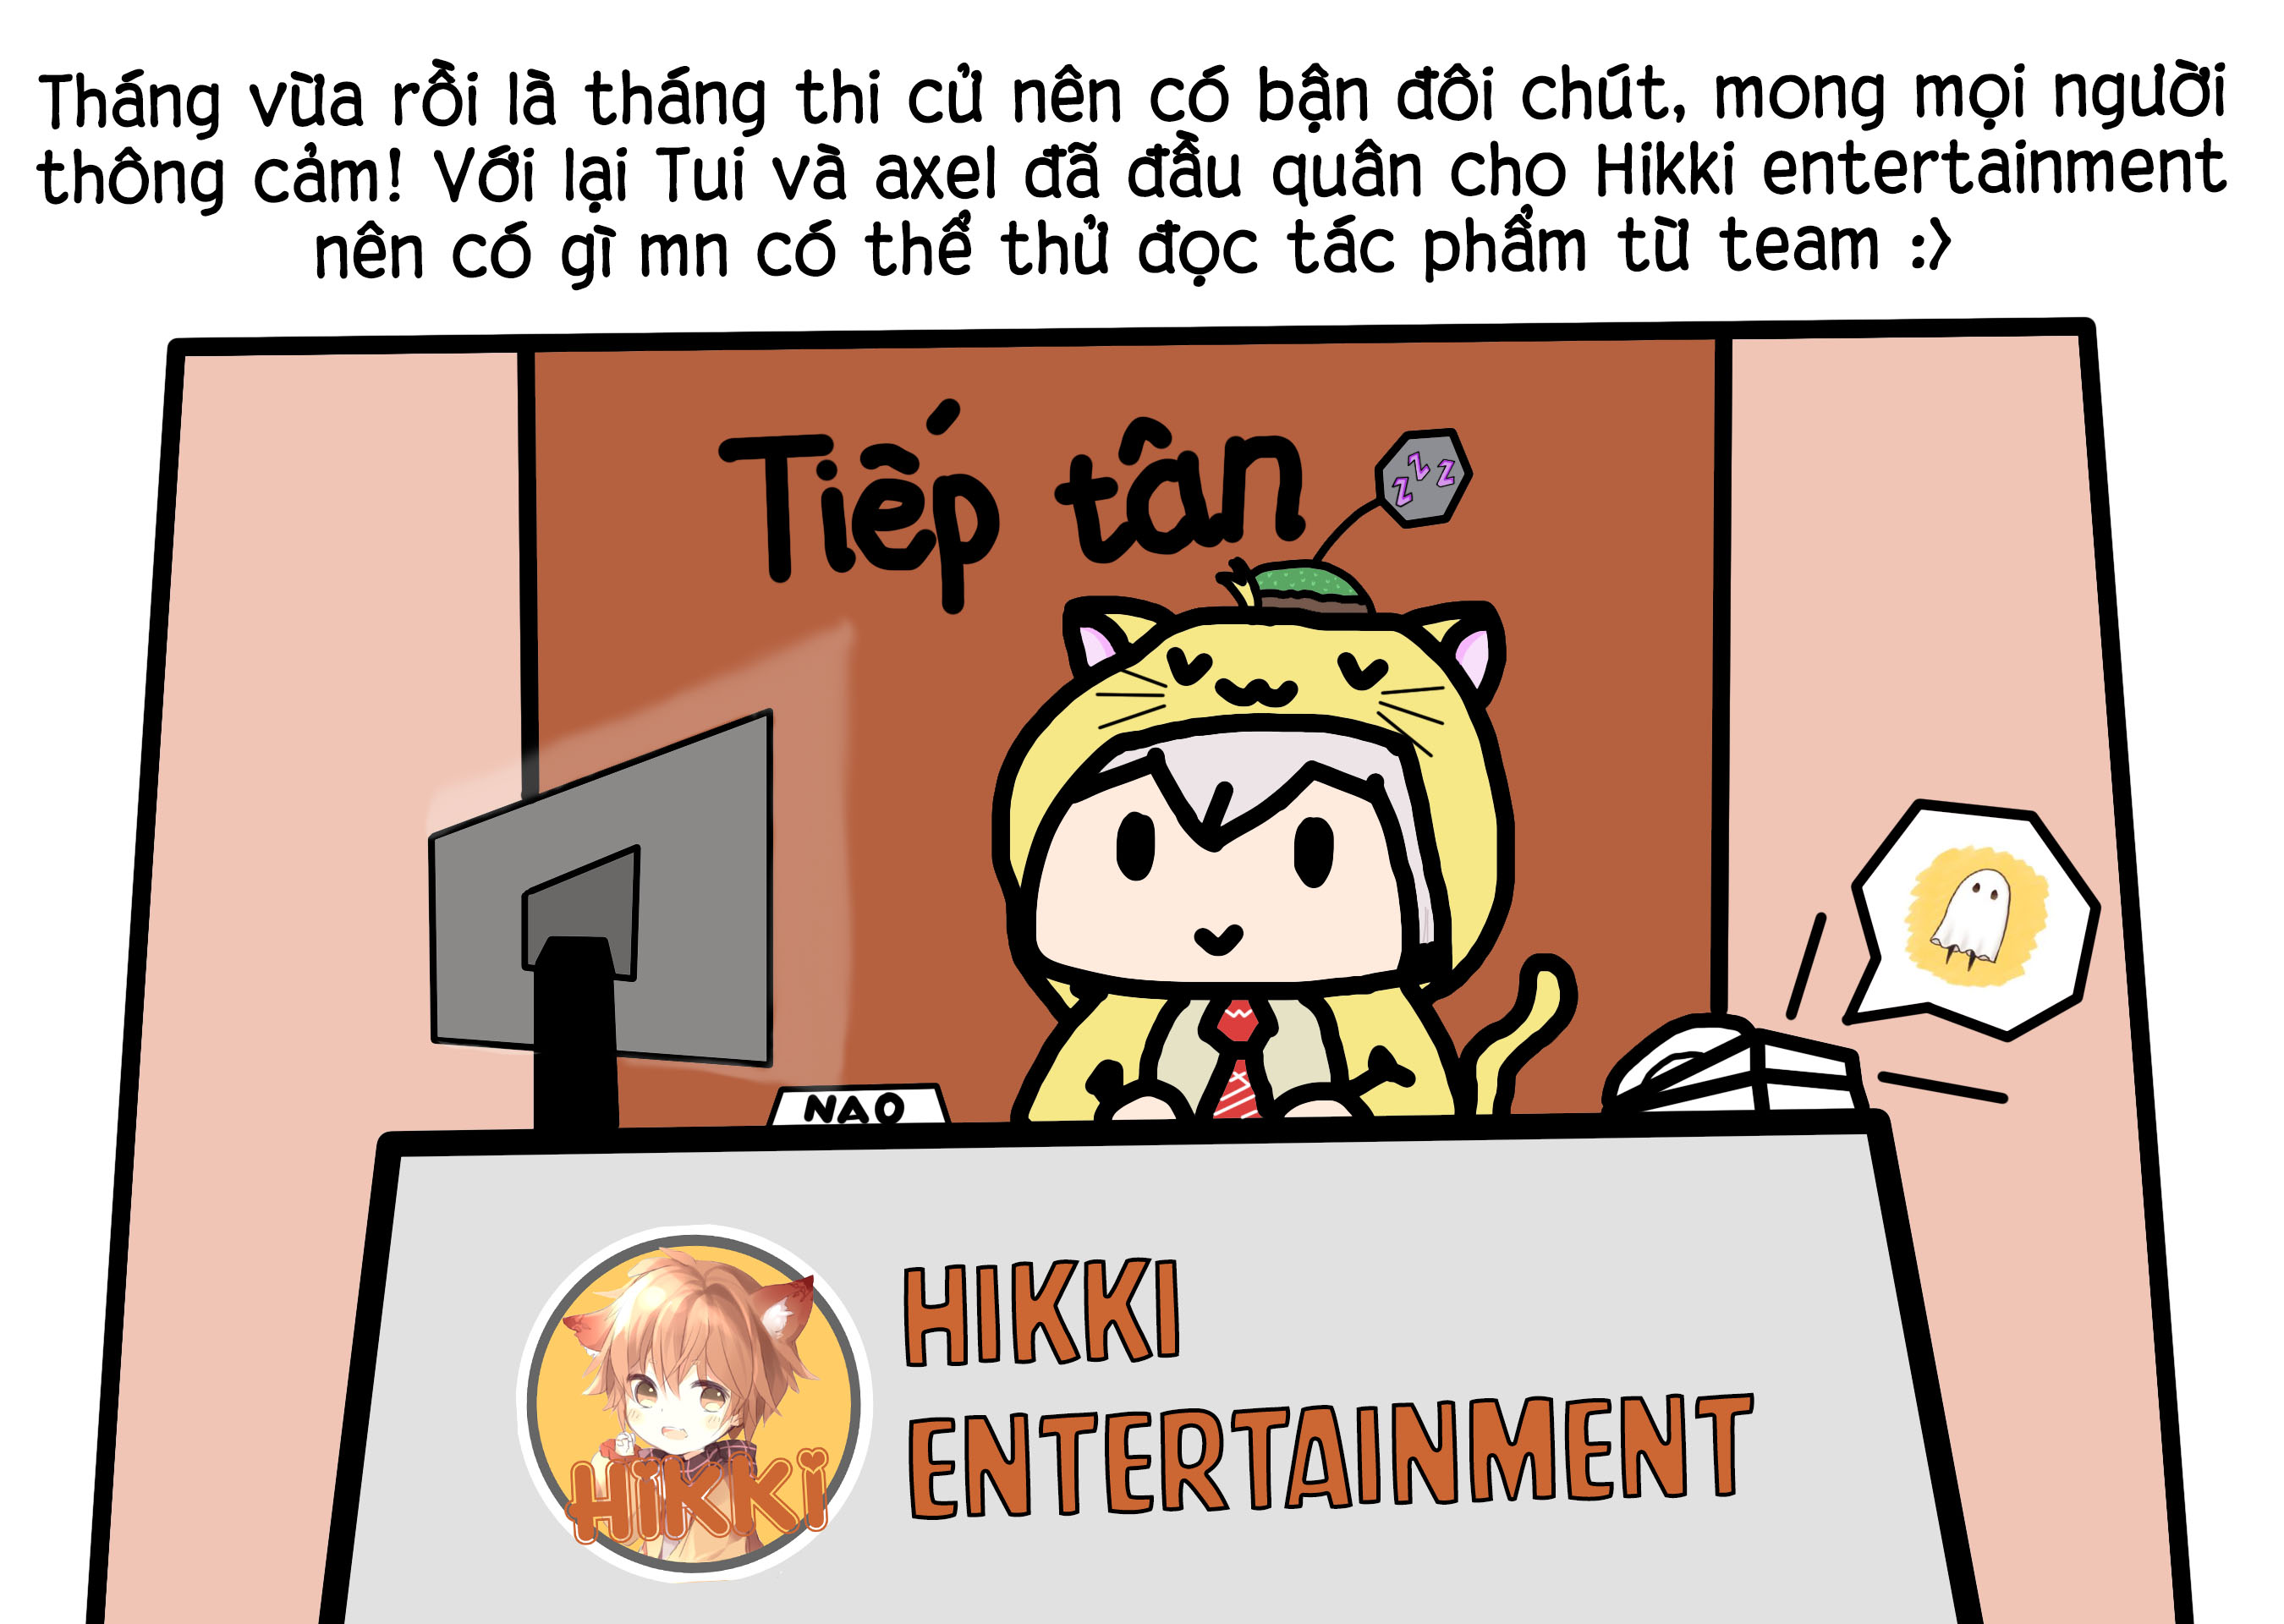 Tháng vừa rồi là tháng thi cử nên có bận đôi chút, mong mọi người
thông cảm! Với lại Tui và axel đã đầu quân cho Hikki entertainment
nên có gì mn có thể thử đọc tác phẩm từ team :>
Tiếp tân
z z z
NAO
HIKKI
ENTERTAINMENT
HiKKi